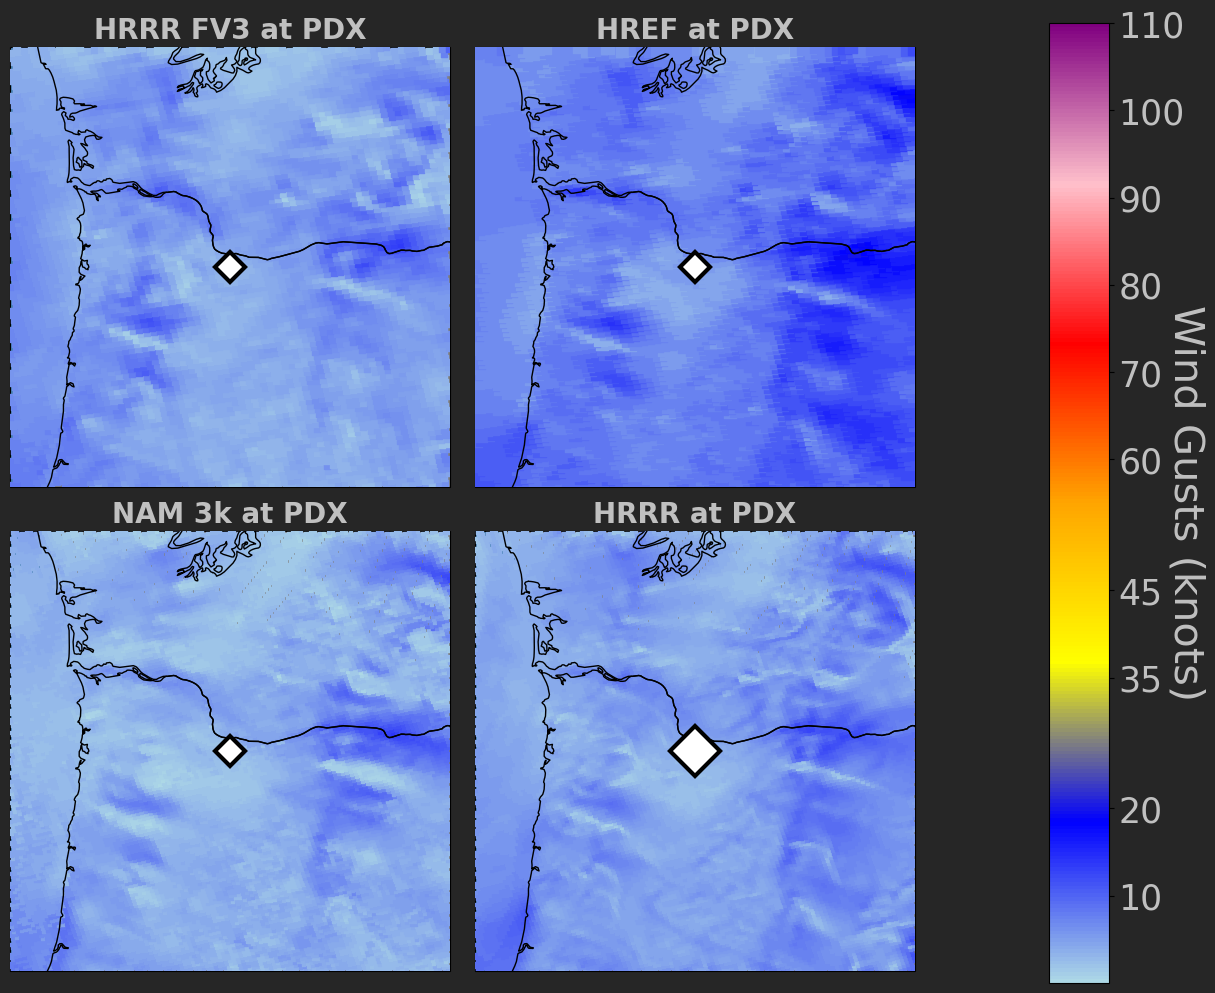 HRRR FV3 at PDX
HREF at PDX
NAM 3k at PDX
HRRR at PDX
110
100
90
80
70
60
45
35
20
10
Wind Gusts (knots)